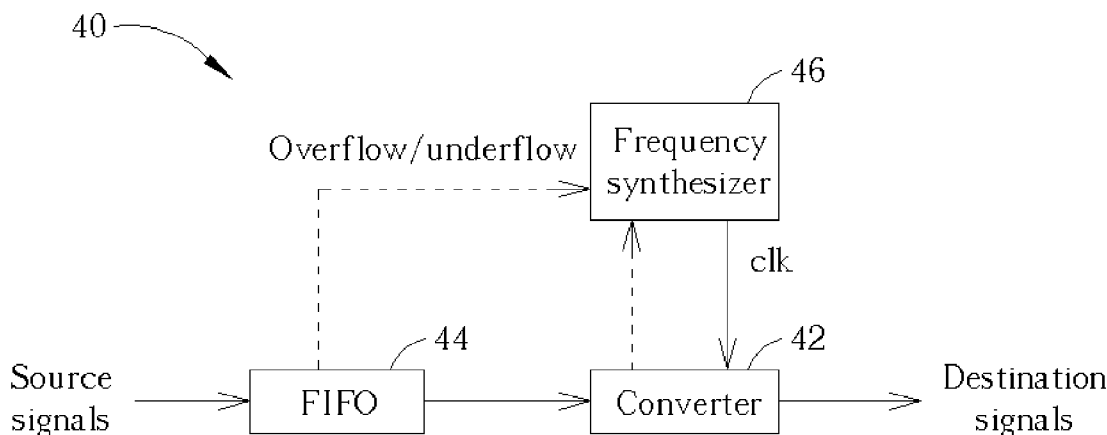 40
46
Overflow/underflow
Frequency
synthesizer
clk
44
42
Source
signals
FIFO
Converter
Destination
signals